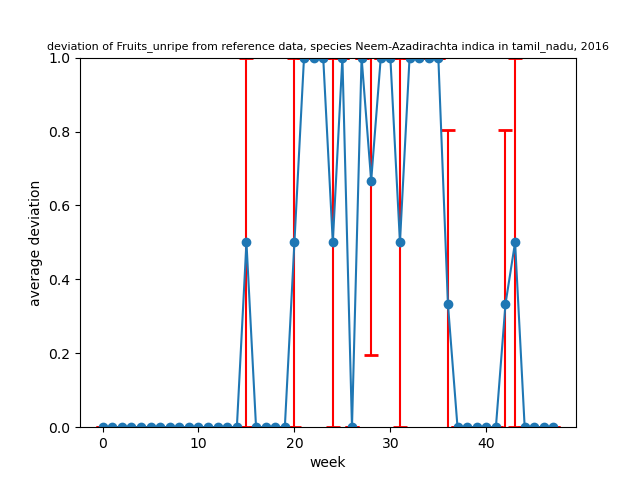 deviation of Fruits_unripe from reference data, species Neem-Azadirachta indica in tamil_nadu, 2016
1.0
0.8
0.6
0.4
0.2
0.0
average deviation
0 10 20 30 40
week